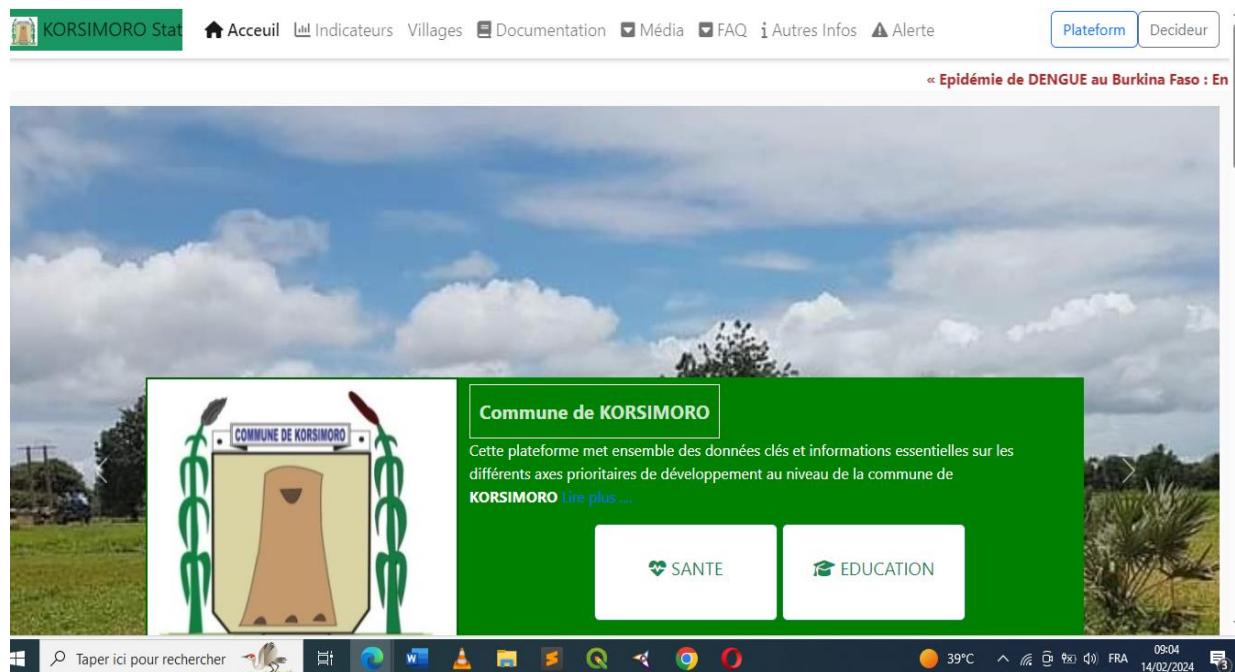 KORSIMORO Stat
Acceuil Indicateurs Villages Documentation Média FAQ Autres Infos Alerte
Plateform Decideur
« Epidémie de DENGUE au Burkina Faso : En
COMMUNE DE KORSIMORO
Commune de KORSIMORO
Cette plateforme met ensemble des données clés et informations essentielles sur les
différents axes prioritaires de développement au niveau de la commune de
KORSIMORO Lire plus ....
SANTE
EDUCATION
Taper ici pour rechercher
39°C
FRA
09:04
14/02/2024
3